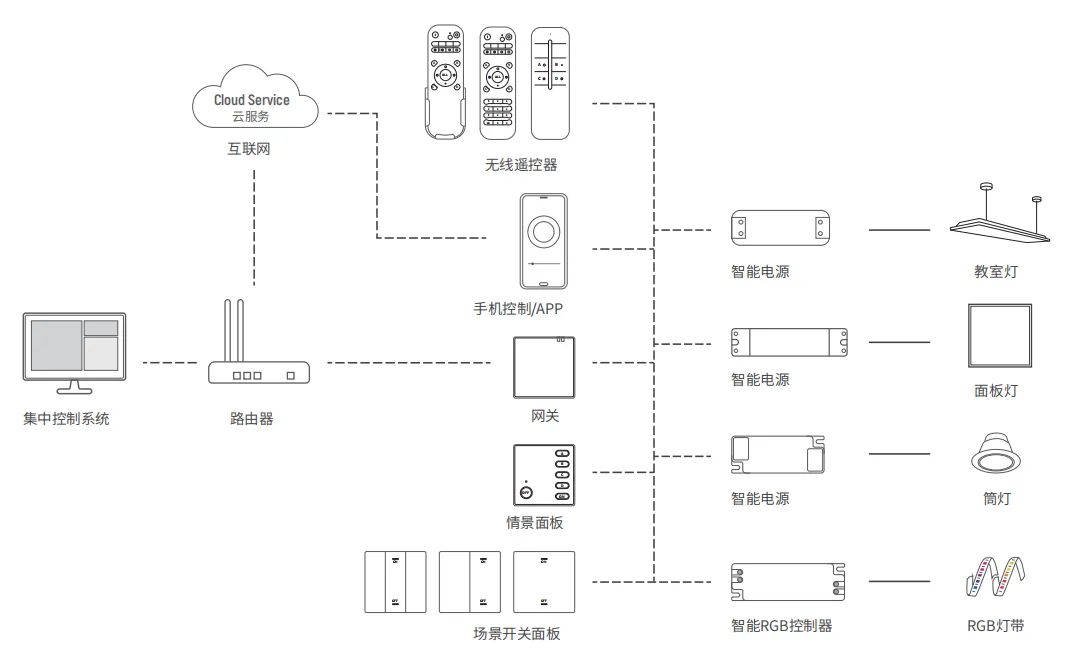 Cloud Service
云服务
互联网
无线遥控器
手机控制/APP
智能电源
教室灯
集中控制系统
路由器
网关
智能电源
面板灯
OFF
情景面板
智能电源
筒灯
场景开关面板
智能RGB控制器
RGB灯带